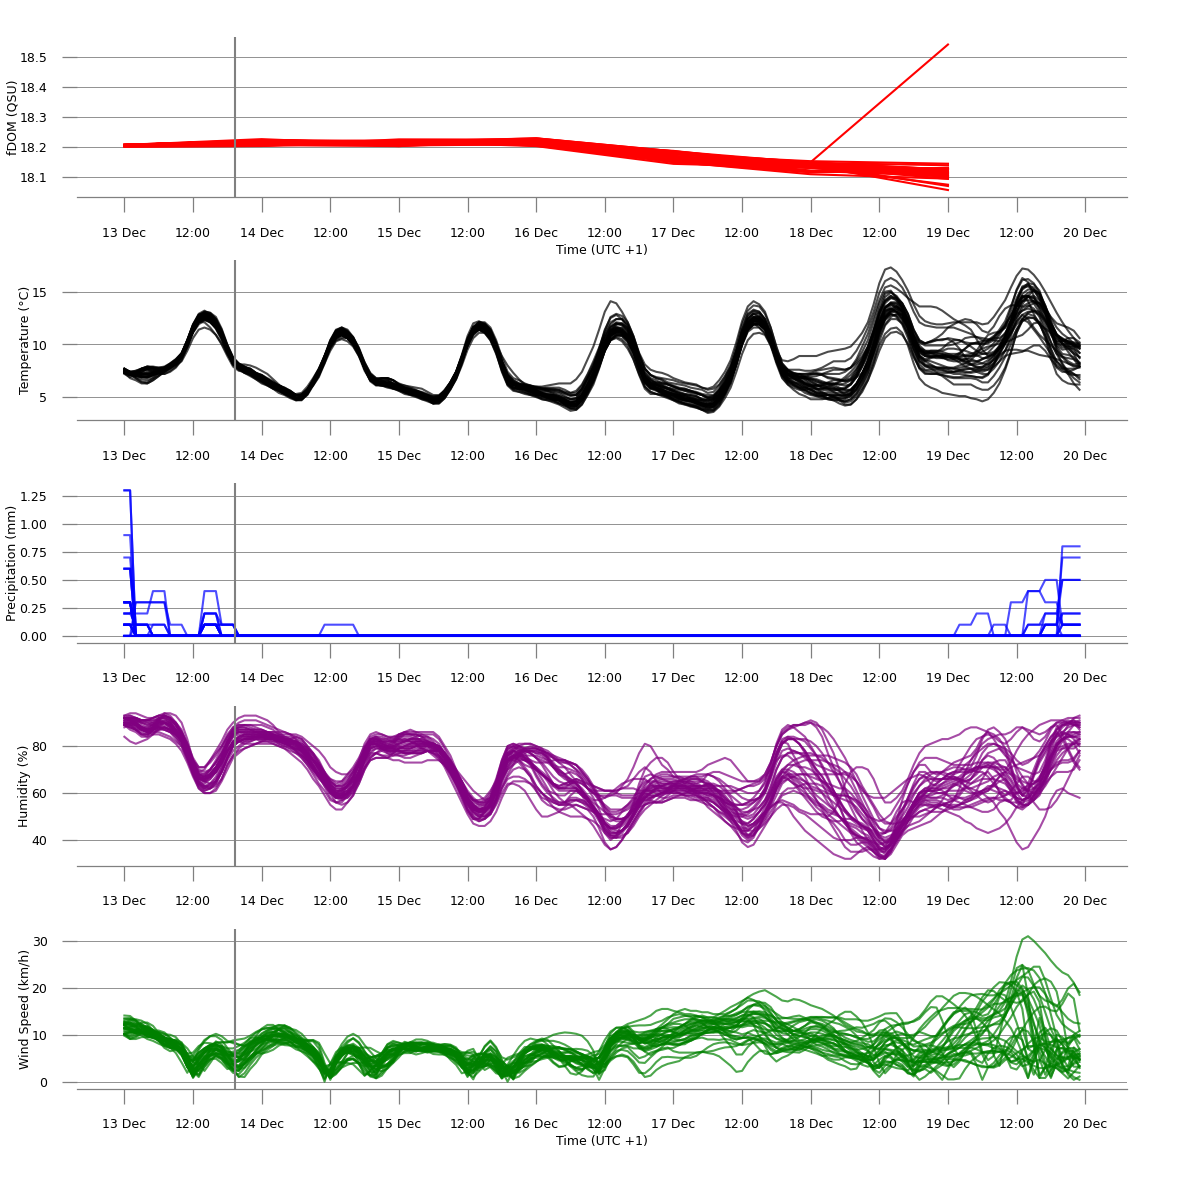 fDOM (QSU)
18.5
18.4
18.3
18.2
18.1
13 Dec 12:00 14 Dec 12:00 15 Dec 12:00 16 Dec 12:00 17 Dec 12:00 18 Dec 12:00 19 Dec 12:00 20 Dec
Time (UTC +1)
Temperature (°C)
15
10
5
13 Dec 12:00 14 Dec 12:00 15 Dec 12:00 16 Dec 12:00 17 Dec 12:00 18 Dec 12:00 19 Dec 12:00 20 Dec
Precipitation (mm)
1.25
1.00
0.75
0.50
0.25
0.00
13 Dec 12:00 14 Dec 12:00 15 Dec 12:00 16 Dec 12:00 17 Dec 12:00 18 Dec 12:00 19 Dec 12:00 20 Dec
Humidity (%)
80
60
40
13 Dec 12:00 14 Dec 12:00 15 Dec 12:00 16 Dec 12:00 17 Dec 12:00 18 Dec 12:00 19 Dec 12:00 20 Dec
Wind Speed (km/h)
30
20
10
0
13 Dec 12:00 14 Dec 12:00 15 Dec 12:00 16 Dec 12:00 17 Dec 12:00 18 Dec 12:00 19 Dec 12:00 20 Dec
Time (UTC +1)